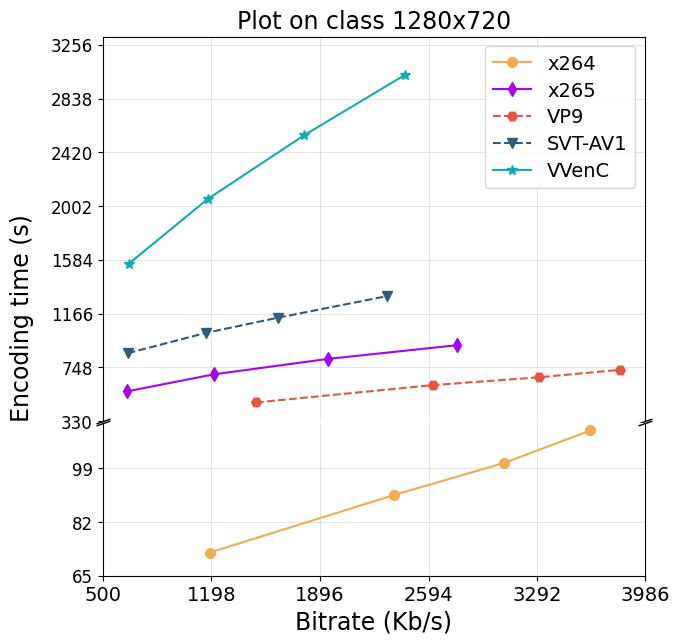 Plot on class 1280x720
x264
x265
VP9
SVT-AV1
VVenC
Encoding time (s)
3256
2838
2420
2002
1584
1166
748
330
99
82
65
500 1198 1896 2594 3292 3986
Bitrate (Kb/s)